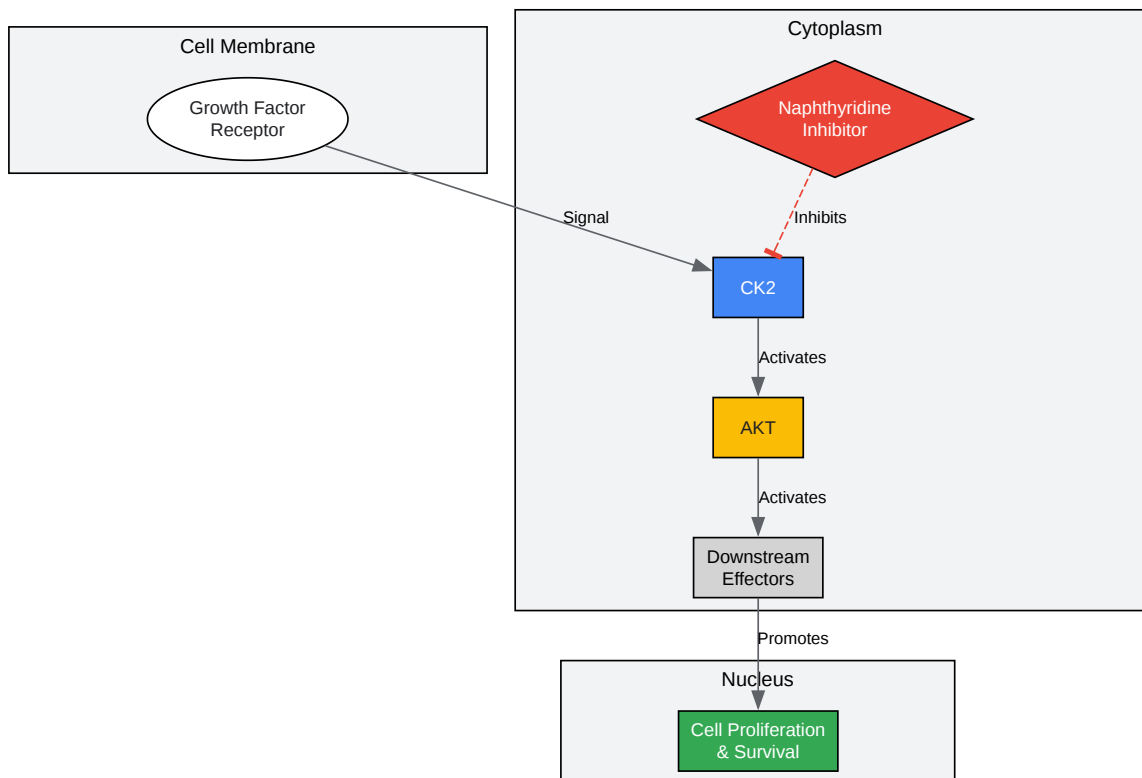 Cytoplasm
Cell Membrane
Growth Factor
Receptor
Naphthyridine
Inhibitor
Signal
Inhibits
CK2
Activates
AKT
Activates
Downstream
Effectors
Promotes
Nucleus
Cell Proliferation
& Survival